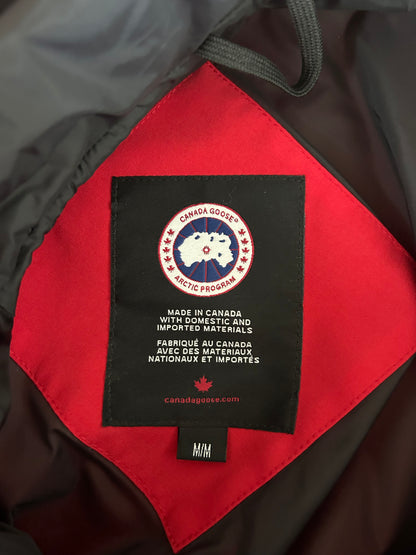 CANADA GOOSE®
ARCTIC PROGRAM
MADE IN CANADA
WITH DOMESTIC AND
IMPORTED MATERIALS
FABRIQUÉ AU CANADA
AVEC DES MATERIAUX
NATIONAUX ET IMPORTÉS
canadagoose.com
M/M